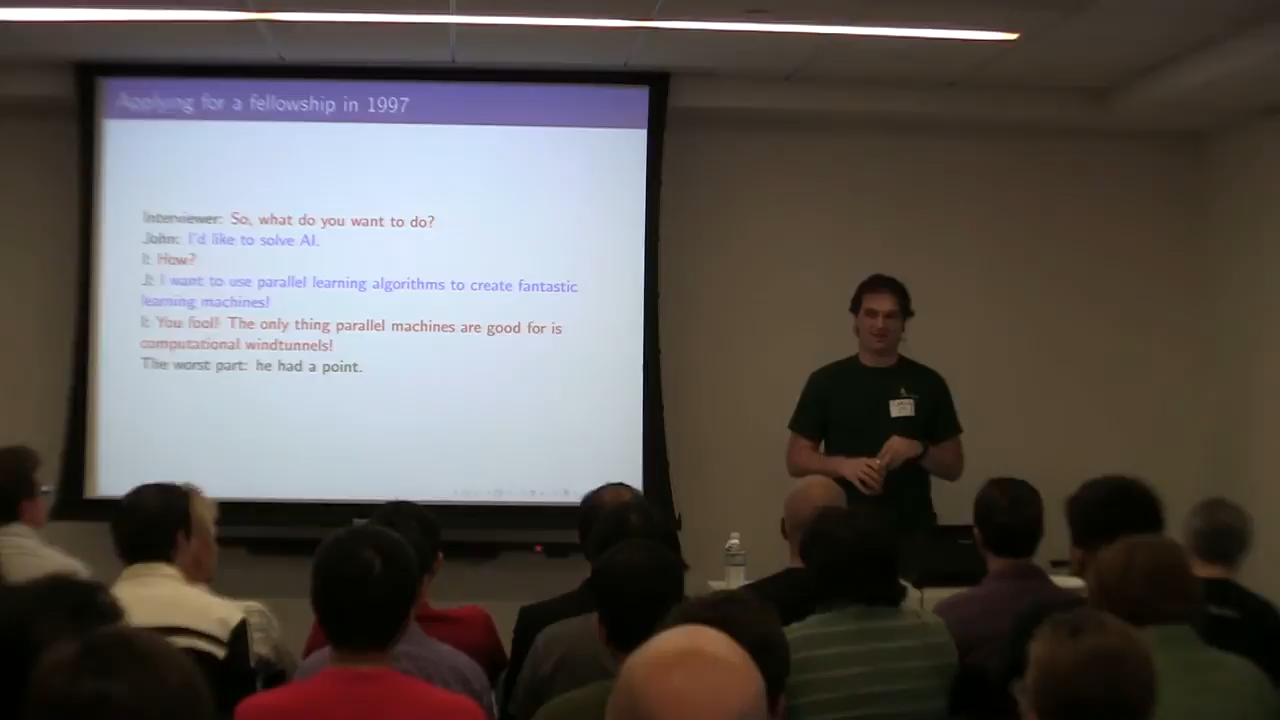 Applying for a fellowship in 1997
Interviewer: So, what do you want to do?
John: I'd like to solve AI.
I: How?
J: I want to use parallel learning algorithms to create fantastic
learning machines!
I: You fool! The only thing parallel machines are good for is
computational windtunnels!
The worst part: he had a point.